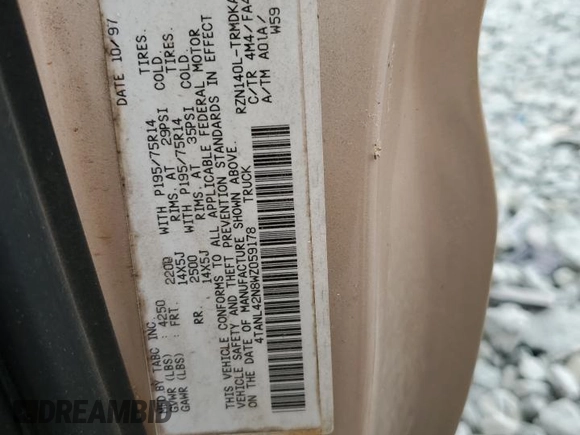 BY TABC INC. DATE 10/97
GVWR (LBS) : 4250
GAWR (LBS) : FRT. 2200 WITH P195/75R14 TIRES,
14X5J RIMS, AT 29PSI COLD.
RR. 2500 WITH P195/75R14 TIRES,
14X5J RIMS, AT 35PSI COLD.
THIS VEHICLE CONFORMS TO ALL APPLICABLE FEDERAL MOTOR
VEHICLE SAFETY AND THEFT PREVENTION STANDARDS IN EFFECT
ON THE DATE OF MANUFACTURE SHOWN ABOVE.
4TANL42N8WZ059178 TRUCK
RZN140L-TRMDKA
C/TR 4M4/FA4
A/TM A01A/
W59
DREAMBID